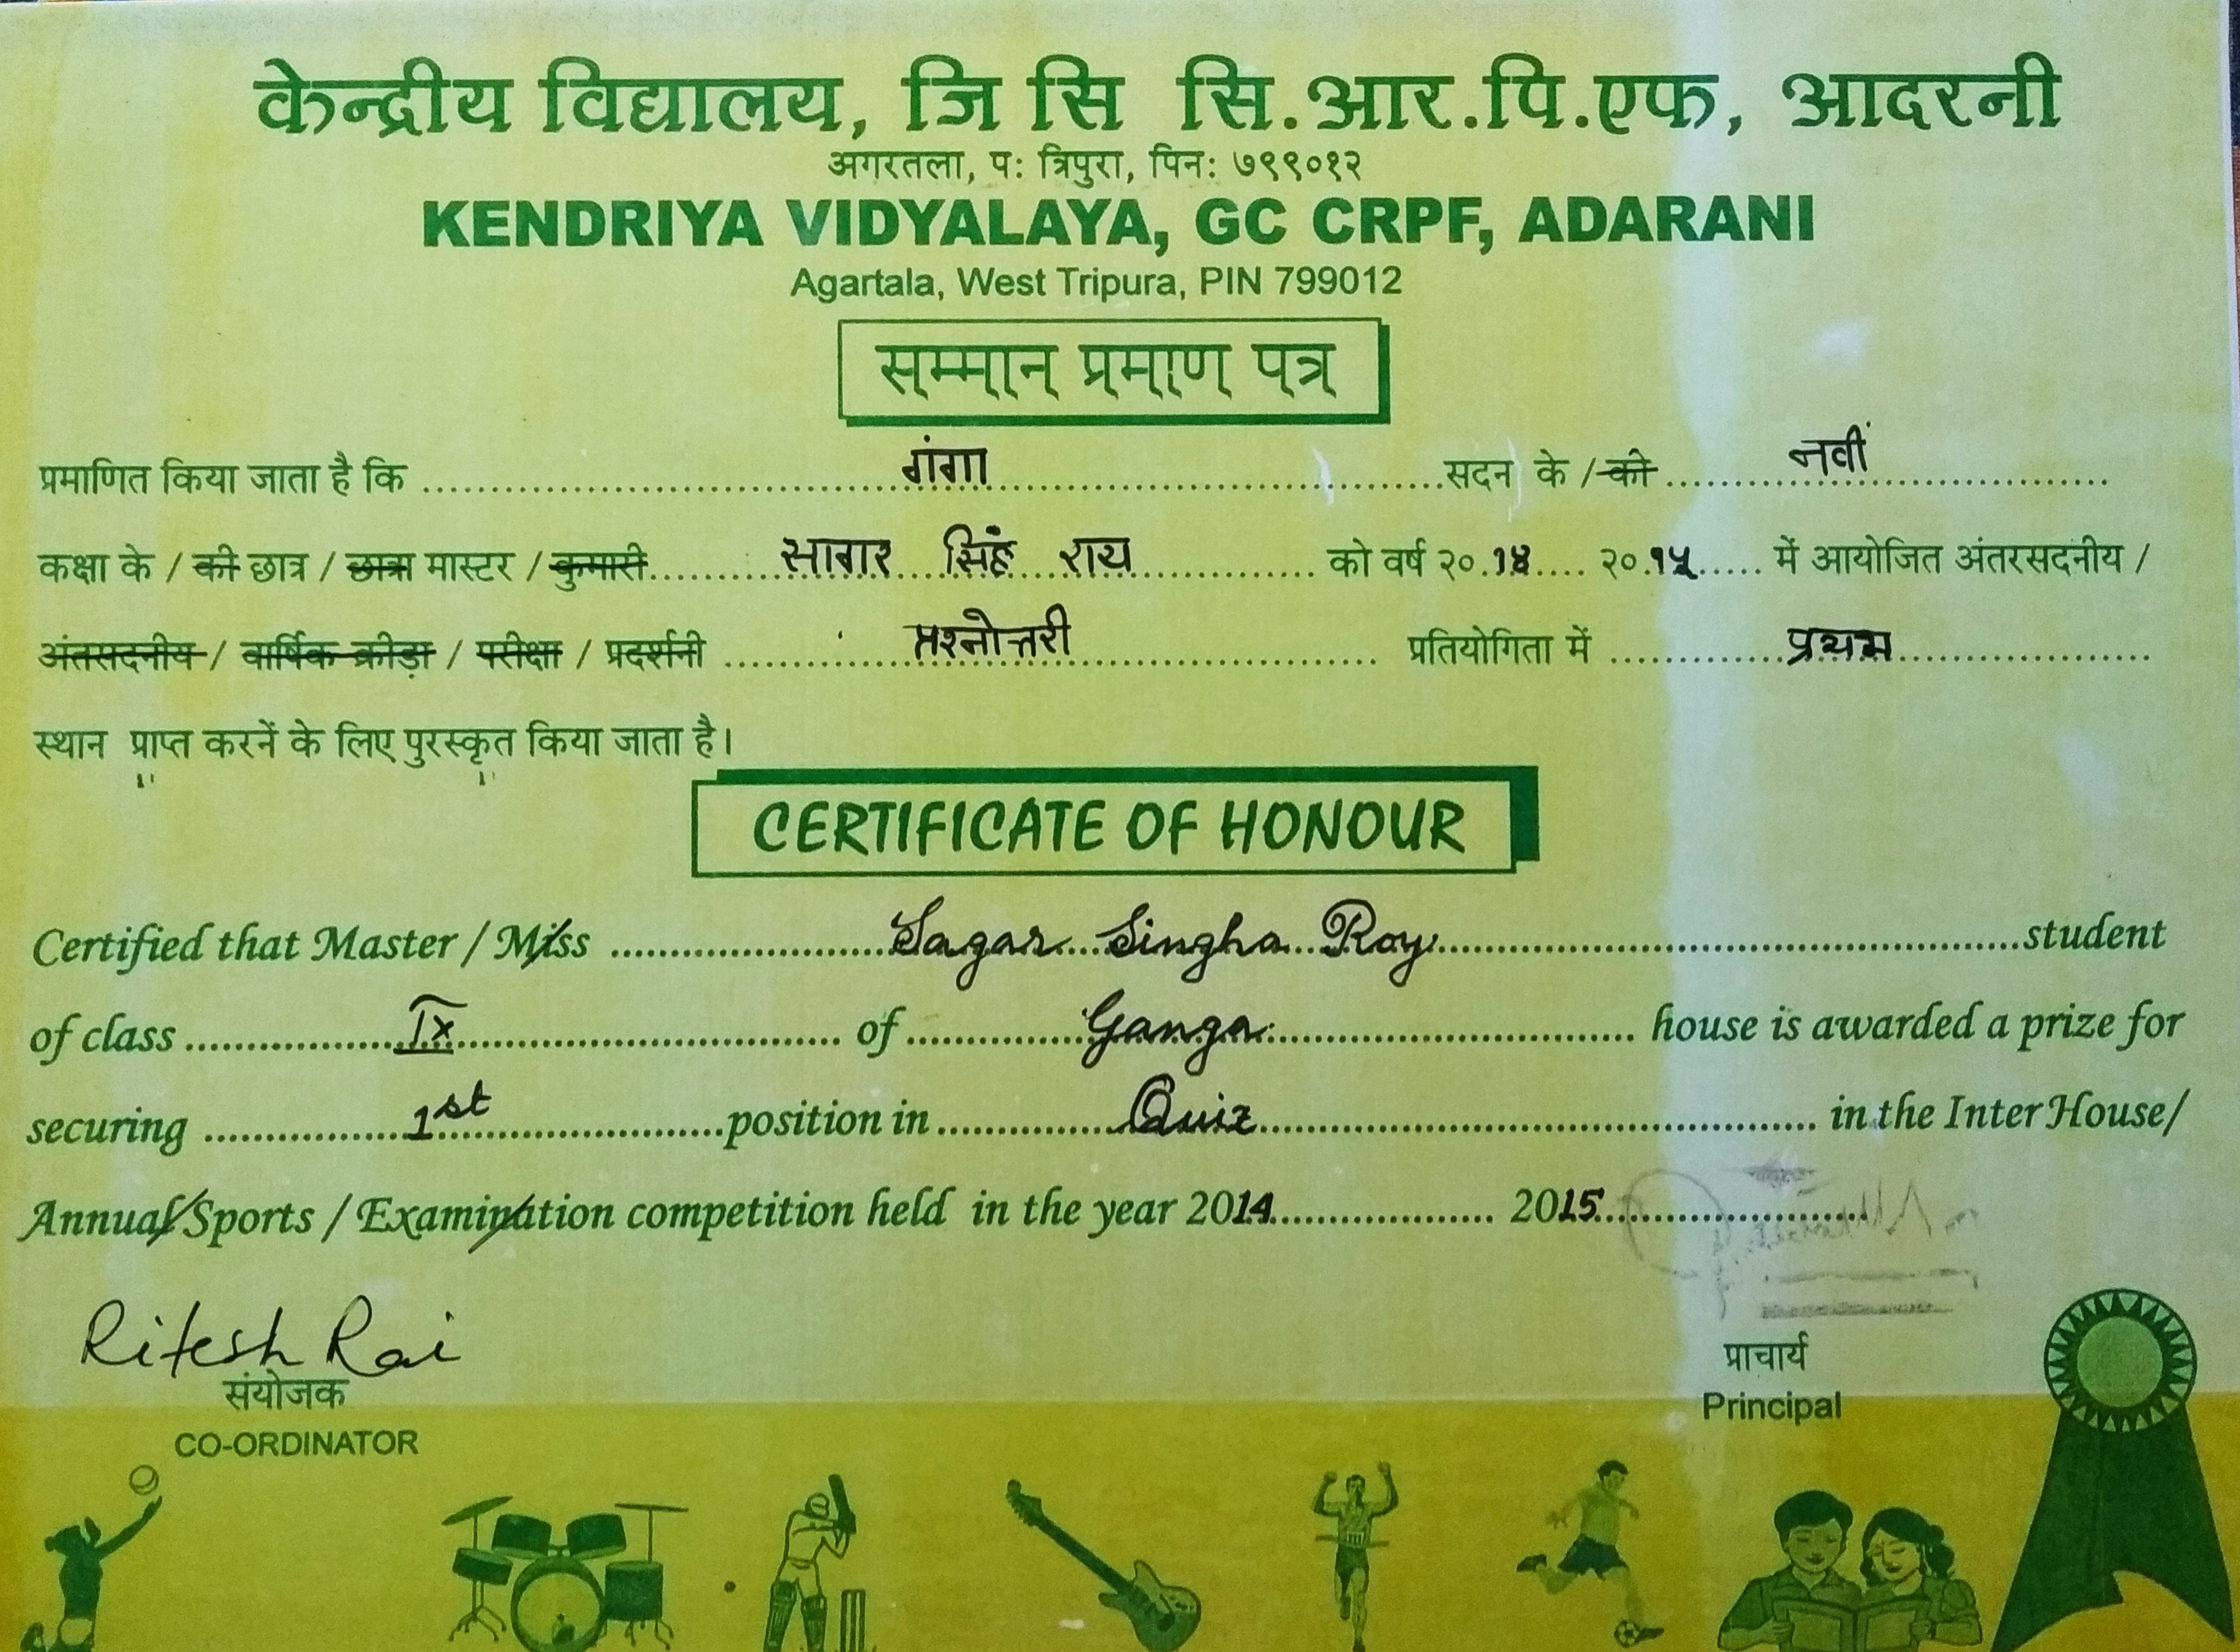 केन्द्रीय विद्यालय, जि सि सि.आर.पि.एफ, आदरनी
अगरतला, प: त्रिपुरा, पिन: ७९९०१२
KENDRIYA VIDYALAYA, GC CRPF, ADARANI
Agartala, West Tripura, PIN 799012
सम्मान प्रमाण पत्र
प्रमाणित किया जाता है कि गंगा सदन के / की नवीं
कक्षा के / की छात्र / छात्रा मास्टर / कुमारी सागर सिंह राय को वर्ष २०.१४.... २०.१५..... में आयोजित अंतरसदनीय /
अंतसदनीय / वार्षिक क्रीड़ा / परीक्षा / प्रदर्शनी प्रश्नोत्तरी प्रतियोगिता में प्रथम
स्थान प्राप्त करनें के लिए पुरस्कृत किया जाता है।
CERTIFICATE OF HONOUR
Certified that Master / Miss Sagar Singha Roy student
of class IX of Ganga house is awarded a prize for
securing 1st position in Quiz in the Inter House/
Annual/Sports / Examination competition held in the year 2014 2015
Ritesh Rai
संयोजक
CO-ORDINATOR
प्राचार्य
Principal